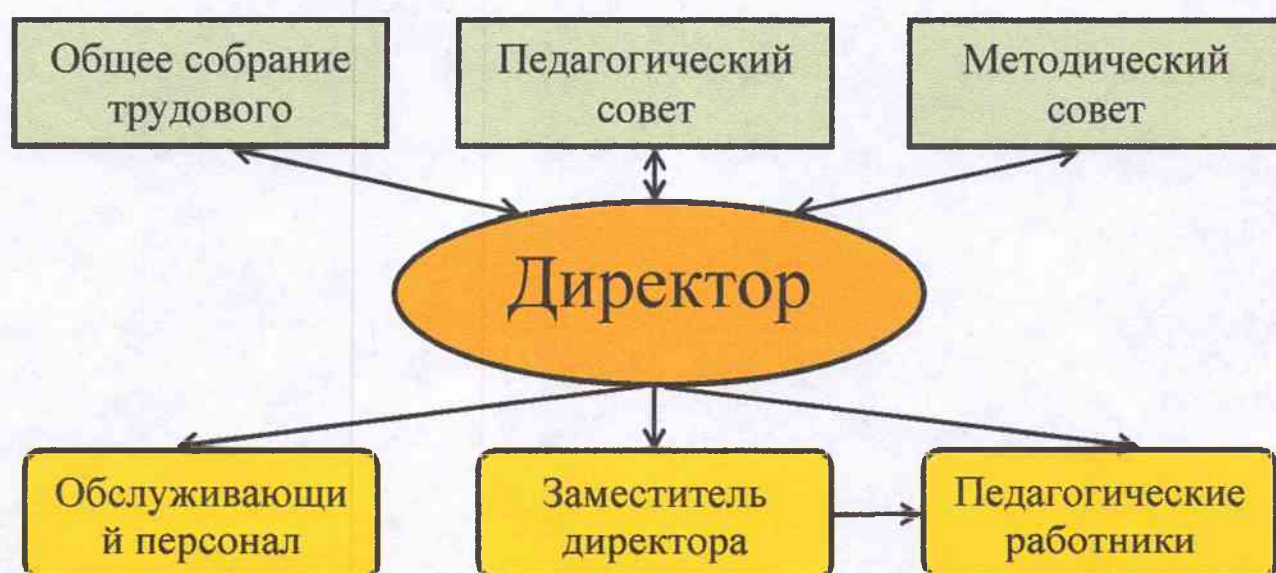 Общее собрание
трудового
Педагогический
совет
Методический
совет
Директор
Обслуживающи
й персонал
Заместитель
директора
Педагогические
работники